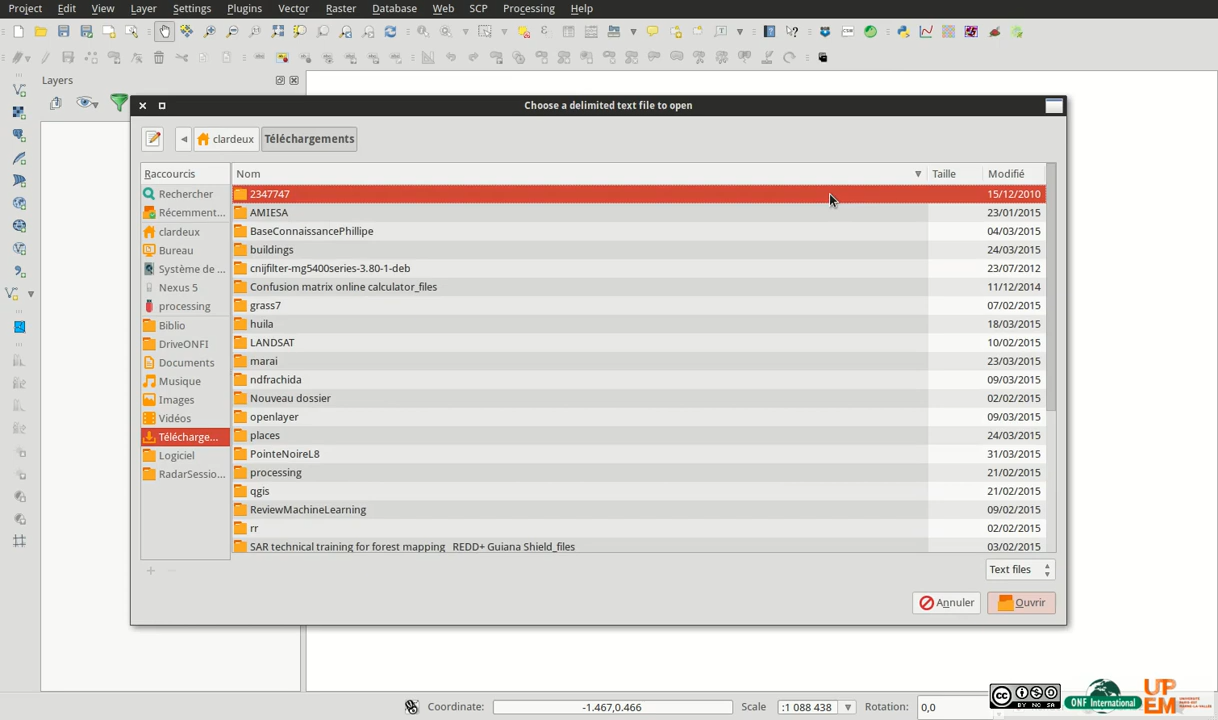 Project Edit View Layer Settings Plugins Vector Raster Database Web SCP Processing Help
Layers
Choose a delimited text file to open
clardeux Téléchargements
Raccourcis Nom Taille Modifié
Rechercher 2347747 15/12/2010
Récemment... AMIESA 23/01/2015
clardeux BaseConnaissancePhillipe 04/03/2015
Bureau buildings 24/03/2015
Système de ... cnijfilter-mg5400series-3.80-1-deb 23/07/2012
Nexus 5 Confusion matrix online calculator_files 11/12/2014
processing grass7 07/02/2015
Biblio huila 18/03/2015
DriveONFI LANDSAT 10/02/2015
Documents marai 23/03/2015
Musique ndfrachida 09/03/2015
Images Nouveau dossier 02/02/2015
Vidéos openlayer 09/03/2015
Télécharge... places 24/03/2015
Logiciel PointeNoireL8 31/03/2015
RadarSessio... processing 21/02/2015
qgis 21/02/2015
ReviewMachineLearning 09/02/2015
rr 02/02/2015
SAR technical training for forest mapping_ REDD+ Guiana Shield_files 03/02/2015
Text files
Annuler Ouvrir
Coordinate: -1.467,0.466 Scale :1 088 438 Rotation: 0,0
cc BY NC SA
ONF International
UPEM